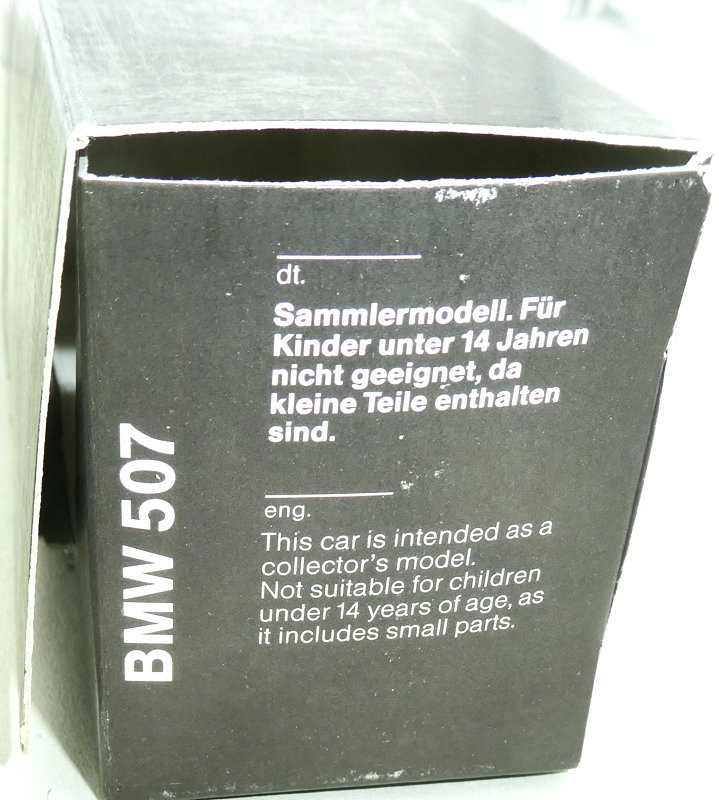 BMW 507
dt.
Sammlermodell. Für
Kinder unter 14 Jahren
nicht geeignet, da
kleine Teile enthalten
sind.
eng.
This car is intended as a
collector's model.
Not suitable for children
under 14 years of age, as
it includes small parts.